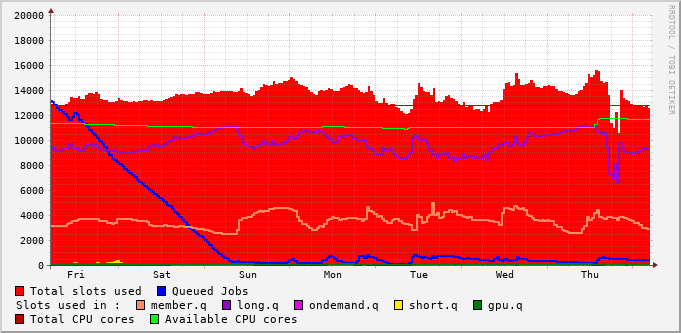 20000
18000
16000
14000
12000
10000
8000
6000
4000
2000
0
Fri Sat Sun Mon Tue Wed Thu
Total slots used Queued Jobs
Slots used in : member.q long.q ondemand.q short.q gpu.q
Total CPU cores Available CPU cores
RRDTOOL / TOBI OETIKER